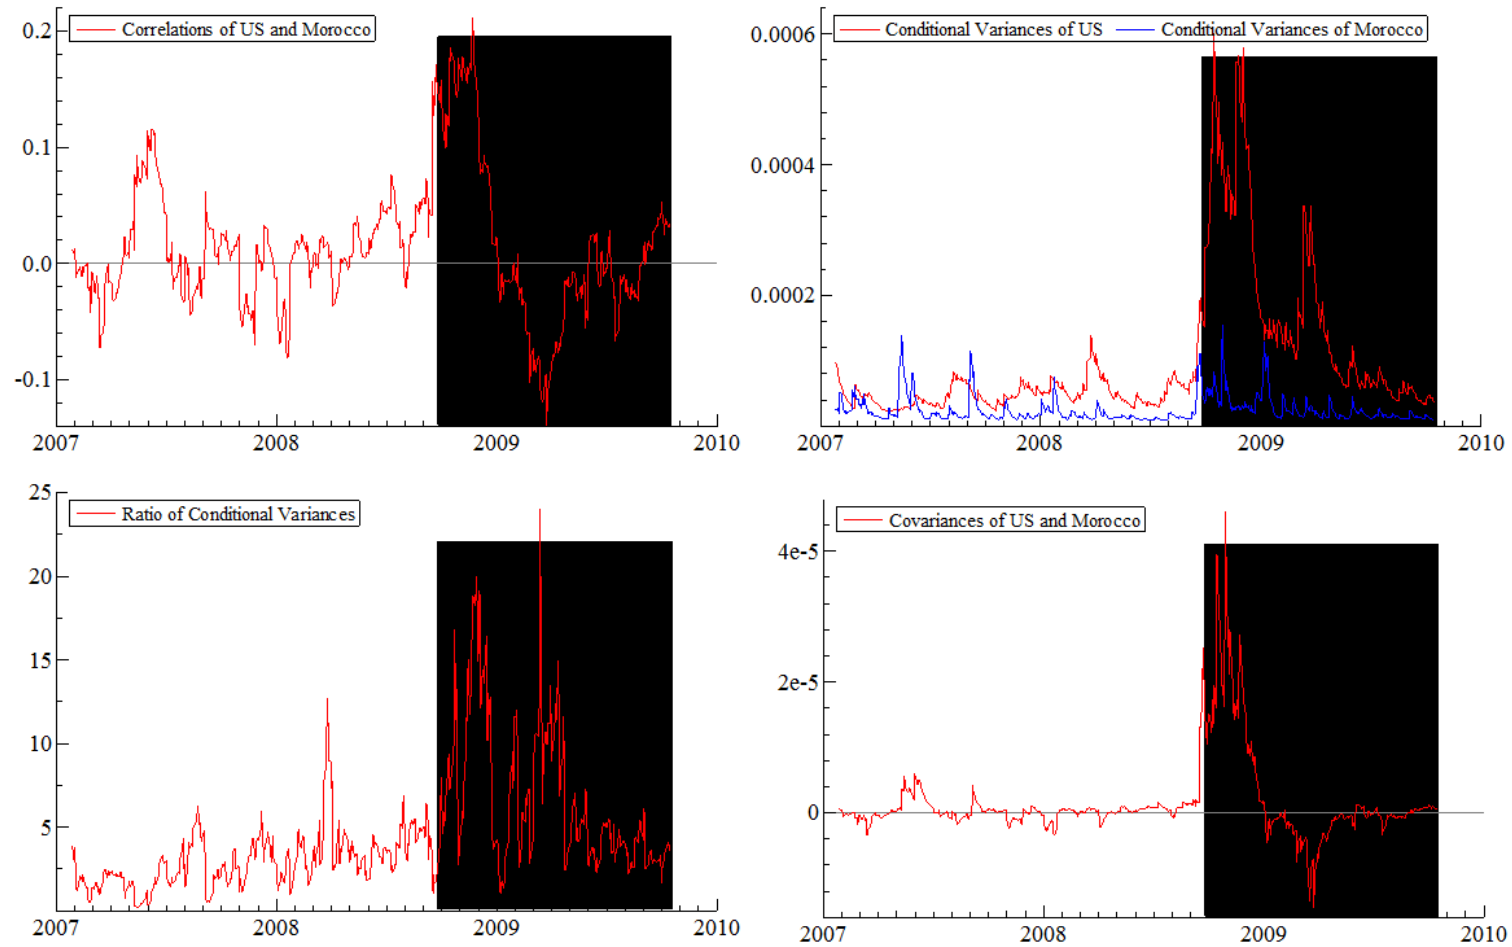 Correlations of US and Morocco
0.2
0.1
0.0
-0.1
2007 2008 2009 2010
Conditional Variances of US Conditional Variances of Morocco
0.0006
0.0004
0.0002
2007 2008 2009 2010
Ratio of Conditional Variances
25
20
15
10
5
2007 2008 2009 2010
Covariances of US and Morocco
4e-5
2e-5
0
2007 2008 2009 2010